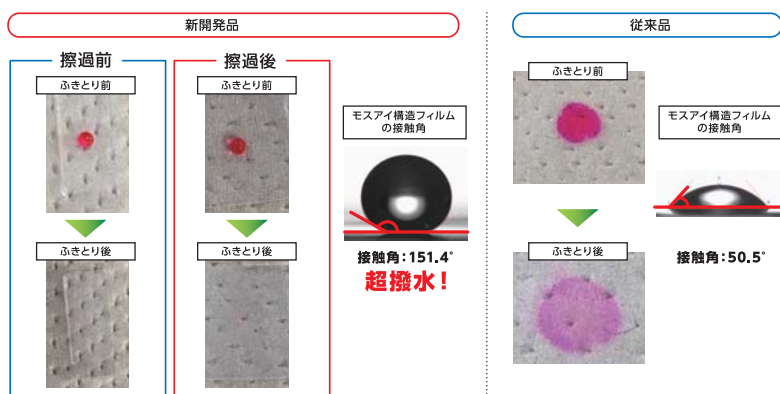 新開発品
擦過前
ふきとり前
ふきとり後
擦過後
ふきとり前
ふきとり後
モスアイ構造フィルム
の接触角
接触角：151.4°
超撥水！
従来品
ふきとり前
ふきとり後
モスアイ構造フィルム
の接触角
接触角：50.5°